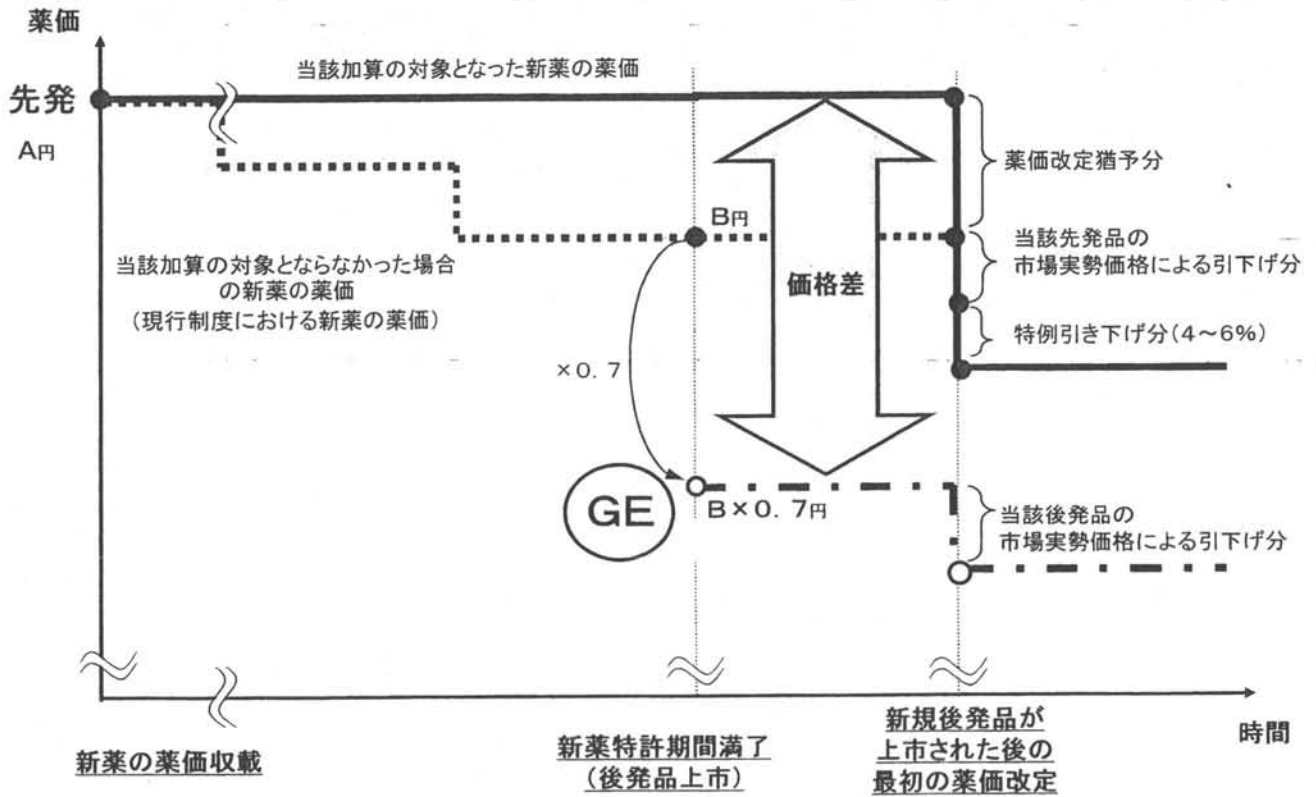 薬価
当該加算の対象となった新薬の薬価
先発
A円
薬価改定猶予分
B円
当該先発品の
市場実勢価格による引下げ分
当該加算の対象とならなかった場合
の新薬の薬価
(現行制度における新薬の薬価)
価格差
特例引き下げ分(4~6%)
×0.7
GE
B×0.7円
当該後発品の
市場実勢価格による引下げ分
新薬の薬価収載
新薬特許期間満了
(後発品上市)
新規後発品が
上市された後の
最初の薬価改定
時間